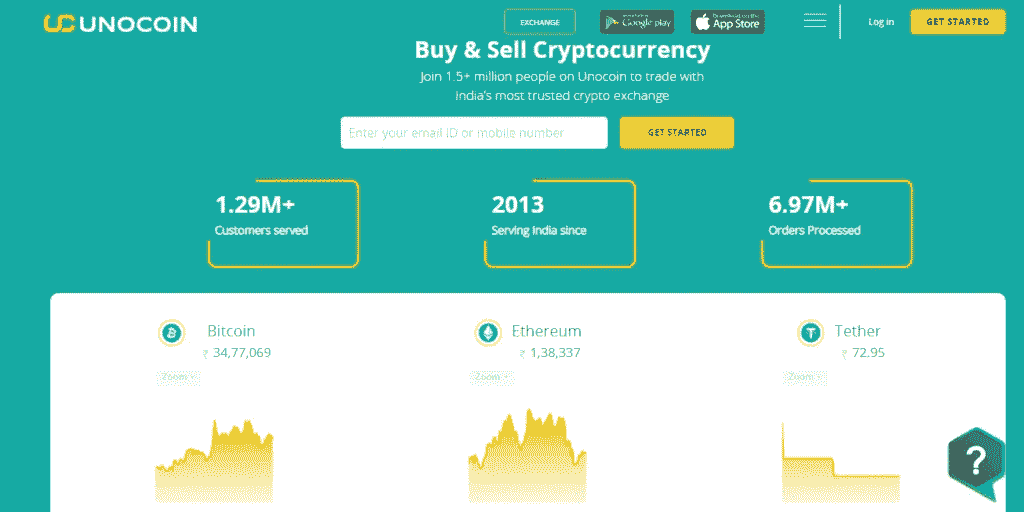 UNOCOIN
EXCHANGE
Google play
App Store
Log in
GET STARTED
Buy & Sell Cryptocurrency
Join 1.5+ million people on Unocoin to trade with
India's most trusted crypto exchange
Enter your email ID or mobile number
GET STARTED
1.29M+
Customers served
2013
Serving India since
6.97M+
Orders Processed
Bitcoin
₹ 34,77,069
Zoom
Ethereum
₹ 1,38,337
Zoom
Tether
₹ 72.95
Zoom
?